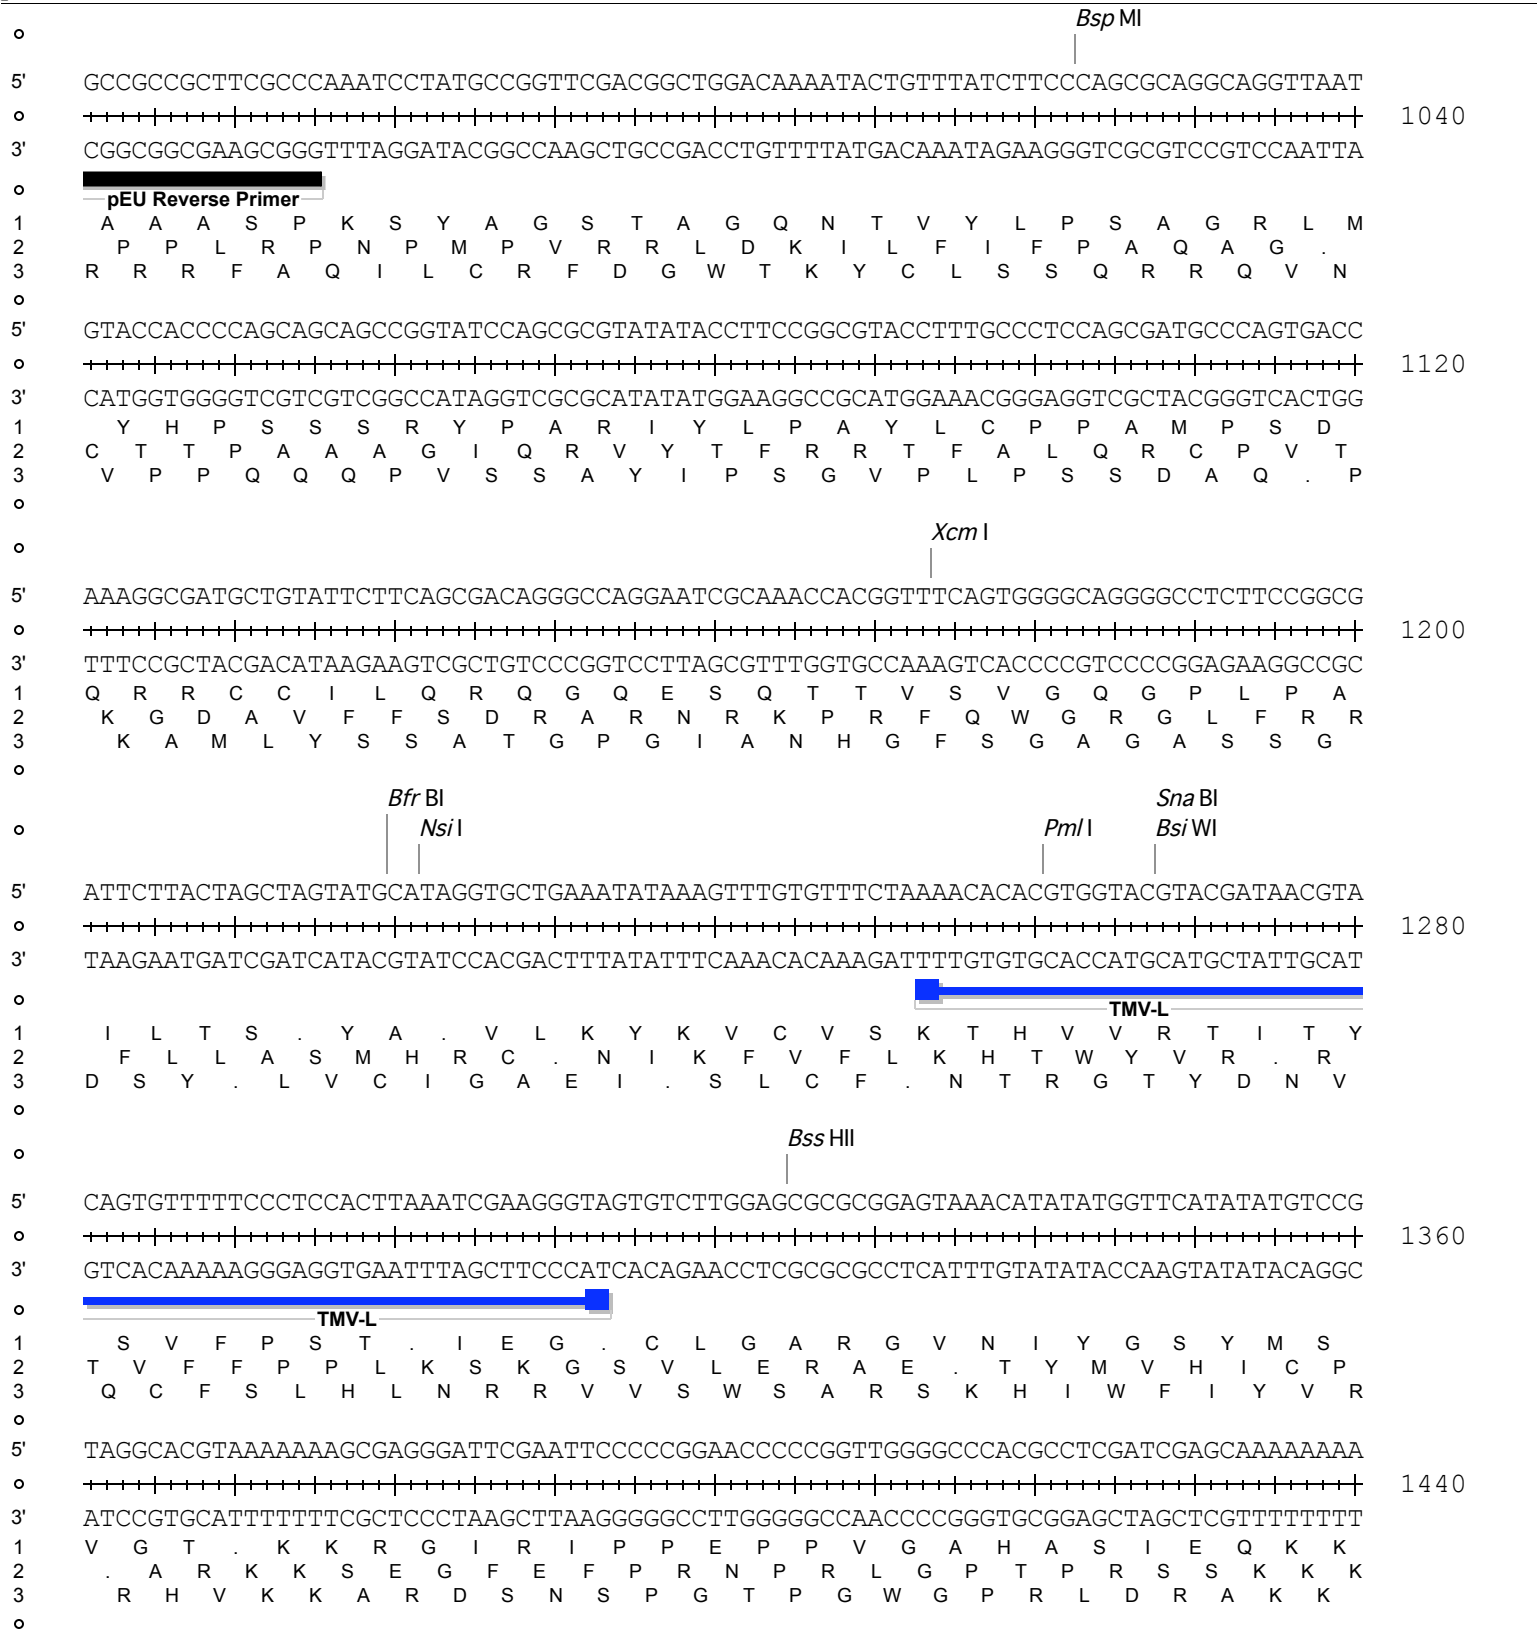 Bsp MI
5' GCCGCCGCTTCGCCCAAATCCTATGCCGGTTCGACGGCTGGACAAAATACTGTTTATCTTCCCAGCGCAGGCAGGTTAAT
1040
3' CGGCGGCGAAGCGGGTTTAGGATACGGCCAAGCTGCCGACCTGTTTTATGACAAATAGAAGGGTCGCGTCCGTCCAATTA
pEU Reverse Primer
1 A A A S P K S Y A G S T A G Q N T V Y L P S A G R L M
2 P P L R P N P M P V R R L D K I L F I F P A Q A G .
3 R R R F A Q I L C R F D G W T K Y C L S S Q R R Q V N
5' GTACCACCCCAGCAGCAGCCGGTATCCAGCGCGTATATACCTTCCGGCGTACCTTTGCCCTCCAGCGATGCCCAGTGACC
1120
3' CATGGTGGGGTCGTCGTCGGCCATAGGTCGCGCATATATGGAAGGCCGCATGGAAACGGGAGGTCGCTACGGGTCACTGG
1 Y H P S S S R Y P A R I Y L P A Y L C P P A M P S D
2 C T T P A A A G I Q R V Y T F R R T F A L Q R C P V T
3 V P P Q Q Q P V S S A Y I P S G V P L P S S D A Q . P
Xcm I
5' AAAGGCGATGCTGTATTCTTCAGCGACAGGGCCAGGAATCGCAAACCACGGTTTCAGTGGGGCAGGGGCCTCTTCCGGCG
1200
3' TTTCCGCTACGACATAAGAAGTCGCTGTCCCGGTCCTTAGCGTTTGGTGCCAAAGTCACCCCGTCCCCGGAGAAGGCCGC
1 Q R R C C I L Q R Q G Q E S Q T T V S V G Q G P L P A
2 K G D A V F F S D R A R N R K P R F Q W G R G L F R R
3 K A M L Y S S A T G P G I A N H G F S G A G A S S G
Bfr BI Sna BI
Nsi I Pml I Bsi WI
5' ATTCTTACTAGCTAGTATGCATAGGTGCTGAAATATAAAGTTTGTGTTTCTAAAACACACGTGGTACGTACGATAACGTA
1280
3' TAAGAATGATCGATCATACGTATCCACGACTTTATATTTCAAACACAAAGATTTTGTGTGCACCATGCATGCTATTGCAT
TMV-L
1 I L T S . Y A . V L K Y K V C V S K T H V V R T I T Y
2 F L L A S M H R C . N I K F V F L K H T W Y V R . R
3 D S Y . L V C I G A E I . S L C F . N T R G T Y D N V
Bss HII
5' CAGTGTTTTTCCCTCCACTTAAATCGAAGGGTAGTGTCTTGGAGCGCGCGGAGTAAACATATATGGTTCATATATGTCCG
1360
3' GTCACAAAAAGGGAGGTGAATTTAGCTTCCCATCACAGAACCTCGCGCGCCTCATTTGTATATACCAAGTATATACAGGC
TMV-L
1 S V F P S T . I E G . C L G A R G V N I Y G S Y M S
2 T V F F P P L K S K G S V L E R A E . T Y M V H I C P
3 Q C F S L H L N R R V V S W S A R S K H I W F I Y V R
5' TAGGCACGTAAAAAAAGCGAGGGATTCGAATTCCCCCGGAACCCCCGGTTGGGGCCCACGCCTCGATCGAGCAAAAAAAA
1440
3' ATCCGTGCATTTTTTTCGCTCCCTAAGCTTAAGGGGGCCTTGGGGGCCAACCCCGGGTGCGGAGCTAGCTCGTTTTTTTT
1 V G T . K K R G I R I P P E P P V G A H A S I E Q K K
2 . A R K K S E G F E F P R N P R L G P T P R S S K K K
3 R H V K K A R D S N S P G T P G W G P R L D R A K K